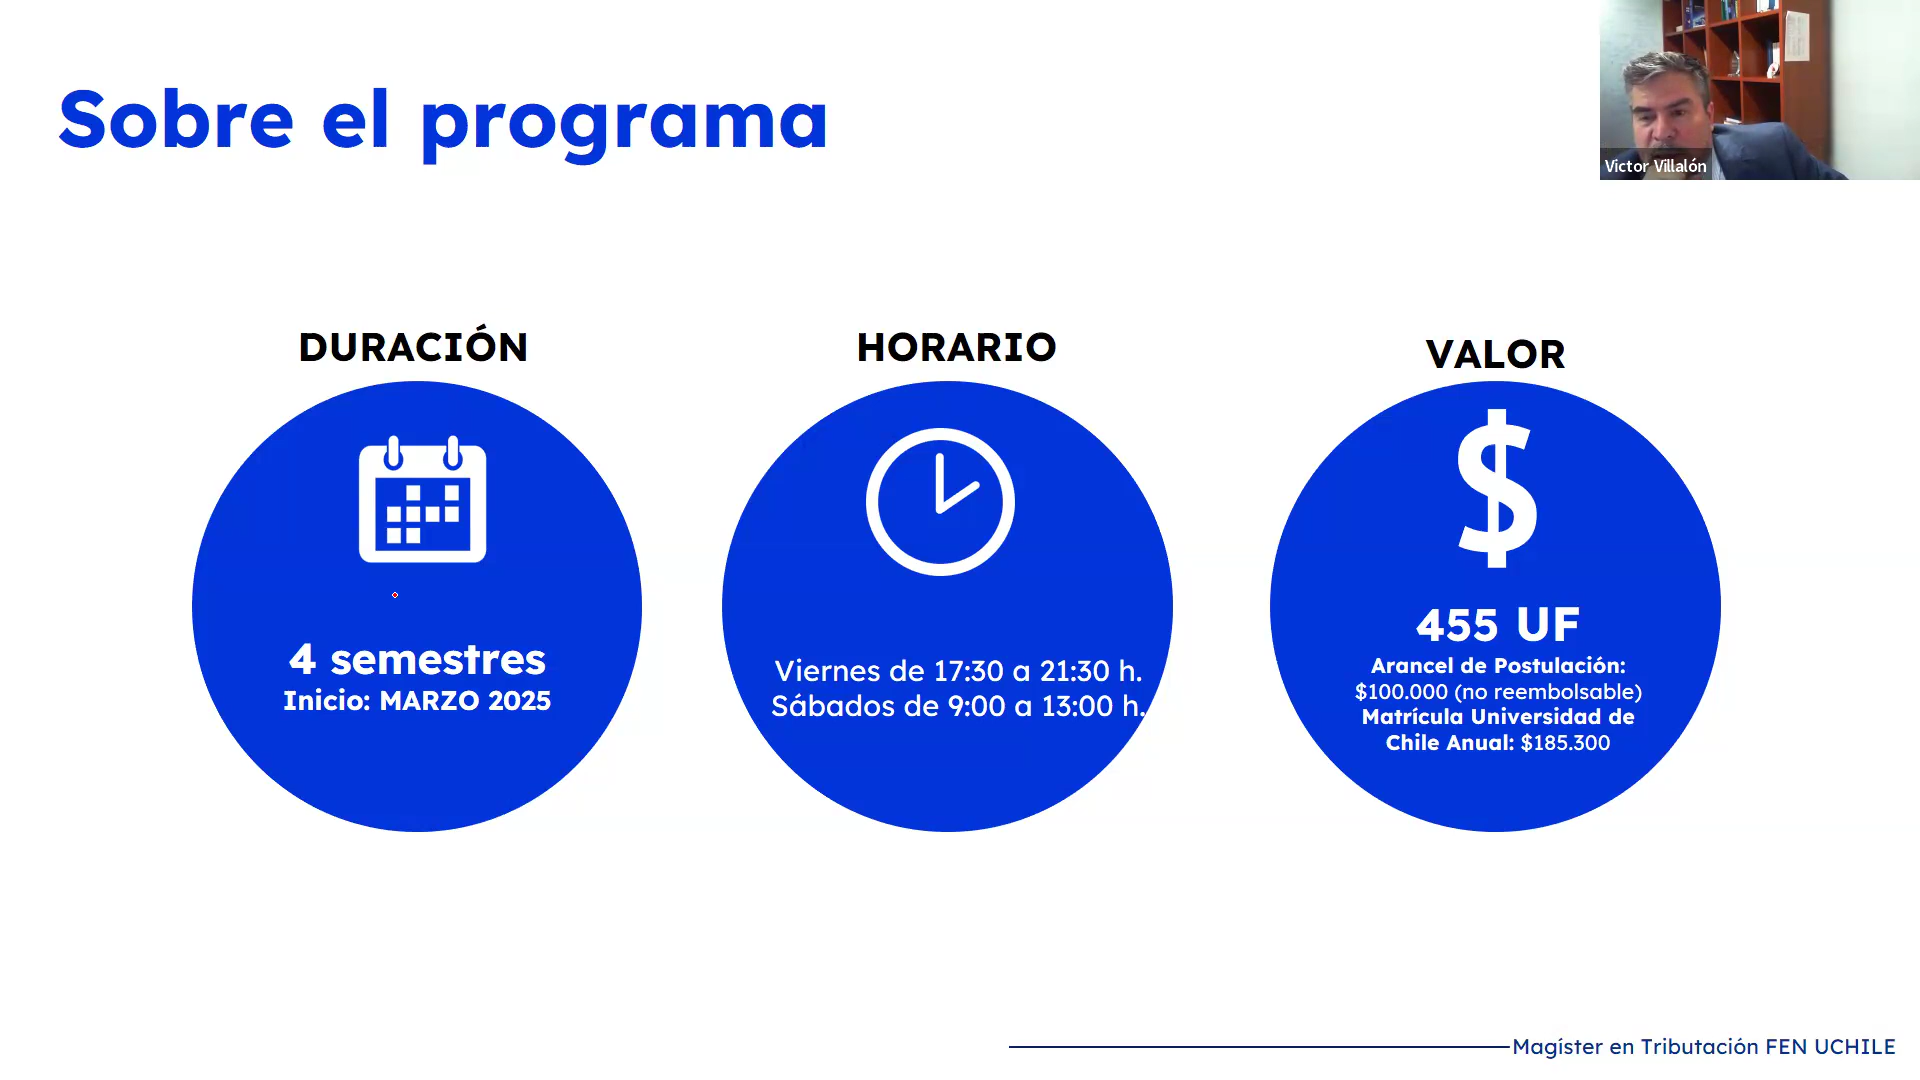 Sobre el programa
Victor Villalón
DURACIÓN
4 semestres
Inicio: MARZO 2025
HORARIO
Viernes de 17:30 a 21:30 h.
Sábados de 9:00 a 13:00 h.
VALOR
$
455 UF
Arancel de Postulación:
$100.000 (no reembolsable)
Matrícula Universidad de
Chile Anual: $185.300
Magíster en Tributación FEN UCHILE